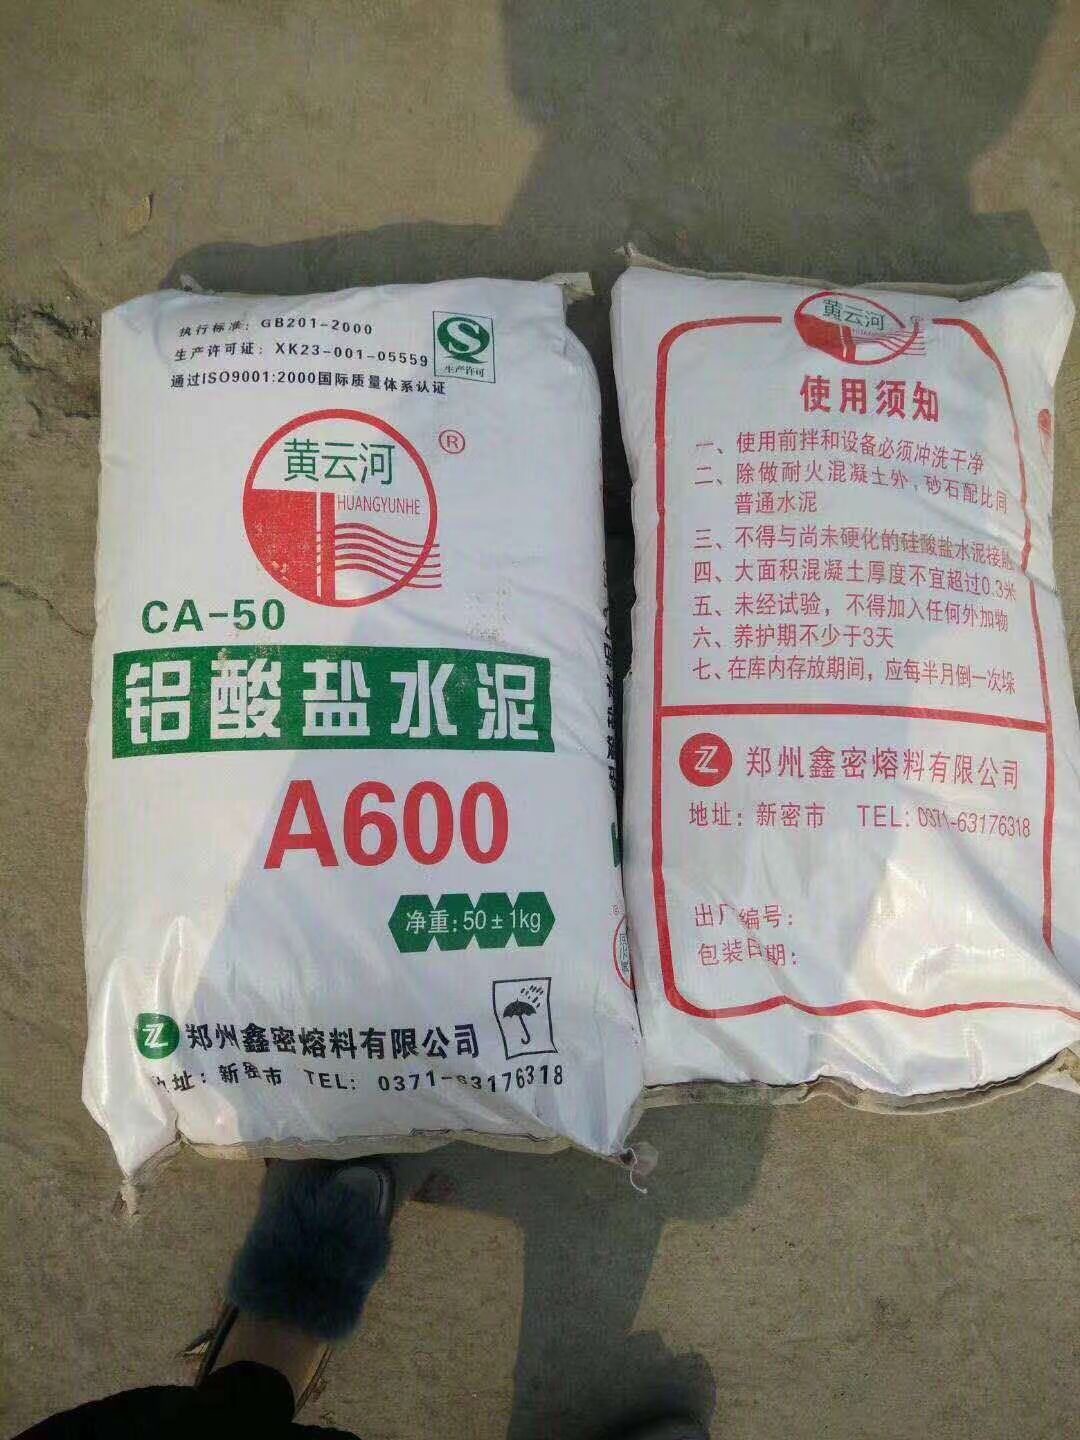 执行标准：GB201-2000
生产许可证：XK23-001-05559
通过ISO9001:2000国际质量体系认证
生产许可
黄云河
®
HUANGYUNHE
CA-50
铝酸盐水泥
A600
净重:50±1kg
郑州鑫密熔料有限公司
地址：新密市 TEL: 0371-63176318
黄云河
使用须知
一、使用前拌和设备必须冲洗干净
二、除做耐火混凝土外，砂石配比同
普通水泥
三、不得与尚未硬化的硅酸盐水泥接触
四、大面积混凝土厚度不宜超过0.3米
五、未经试验，不得加入任何外加物
六、养护期不少于3天
七、在库内存放期间，应每半月倒一次垛
郑州鑫密熔料有限公司
地址：新密市 TEL: 0371-63176318
出厂编号：
包装日期：